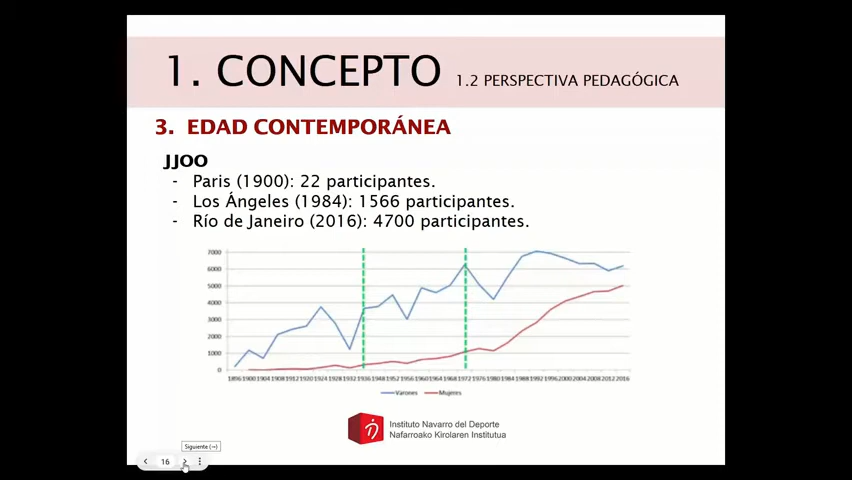 1. CONCEPTO 1.2 PERSPECTIVA PEDAGÓGICA
3. EDAD CONTEMPORÁNEA
JJOO
- Paris (1900): 22 participantes.
- Los Ángeles (1984): 1566 participantes.
- Río de Janeiro (2016): 4700 participantes.
7000
6000
5000
4000
3000
2000
1000
0
1896 1900 1904 1908 1912 1920 1924 1928 1932 1936 1948 1952 1956 1960 1964 1968 1972 1976 1980 1984 1988 1992 1996 2000 2004 2008 2012 2016
Varones Mujeres
Instituto Navarro del Deporte
Nafarroako Kirolaren Institutua
Siguiente (→)
16